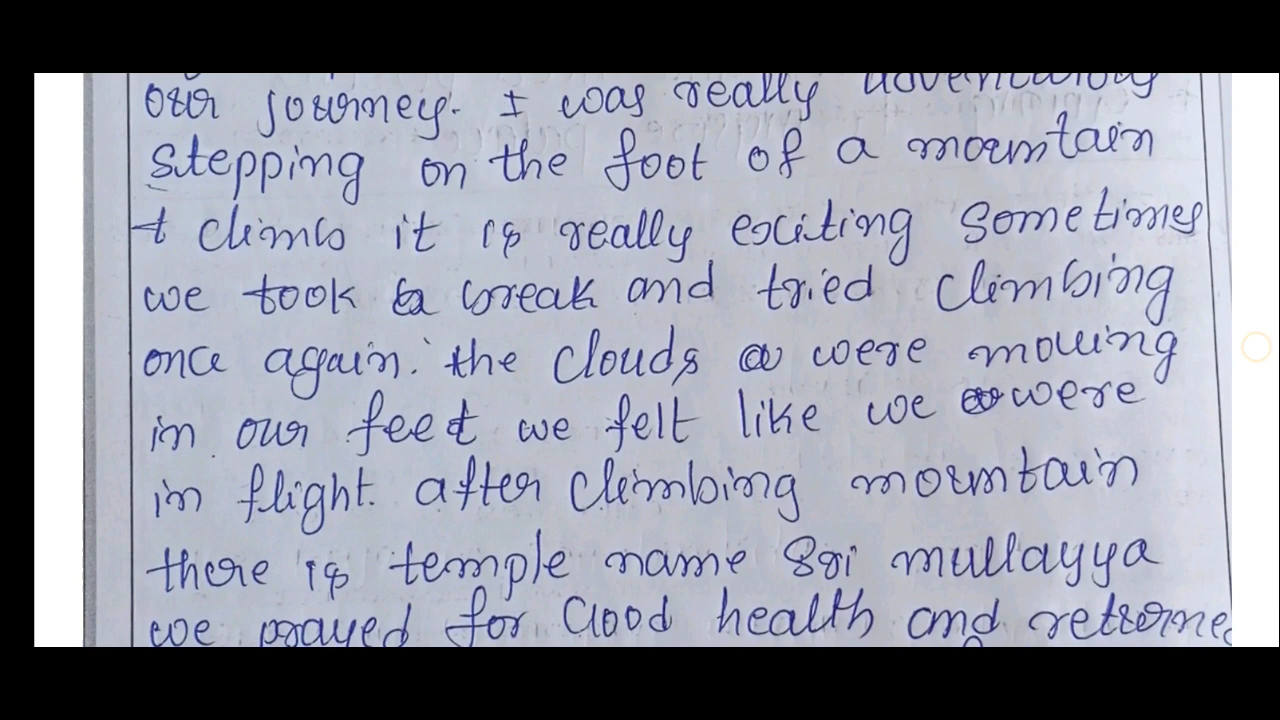 our journey. I was really adventurous
stepping on the foot of a mountain
t climb it is really exciting sometimes
we took a break and tried climbing
once again. the clouds were moving
in our feet we felt like we were
in flight. after climbing mountain
there is temple name Sri mullayya
we prayed for Good health and returne